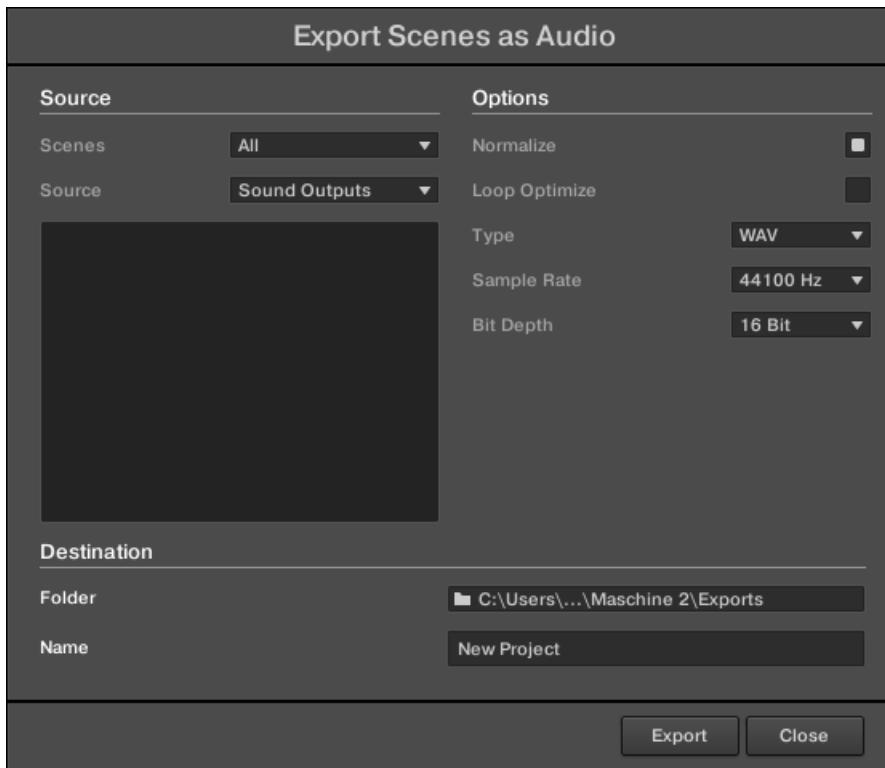 Export Scenes as Audio
Source
Scenes All
Source Sound Outputs
Options
Normalize
Loop Optimize
Type WAV
Sample Rate 44100 Hz
Bit Depth 16 Bit
Destination
Folder C:\Users\...\Maschine 2\Exports
Name New Project
Export Close